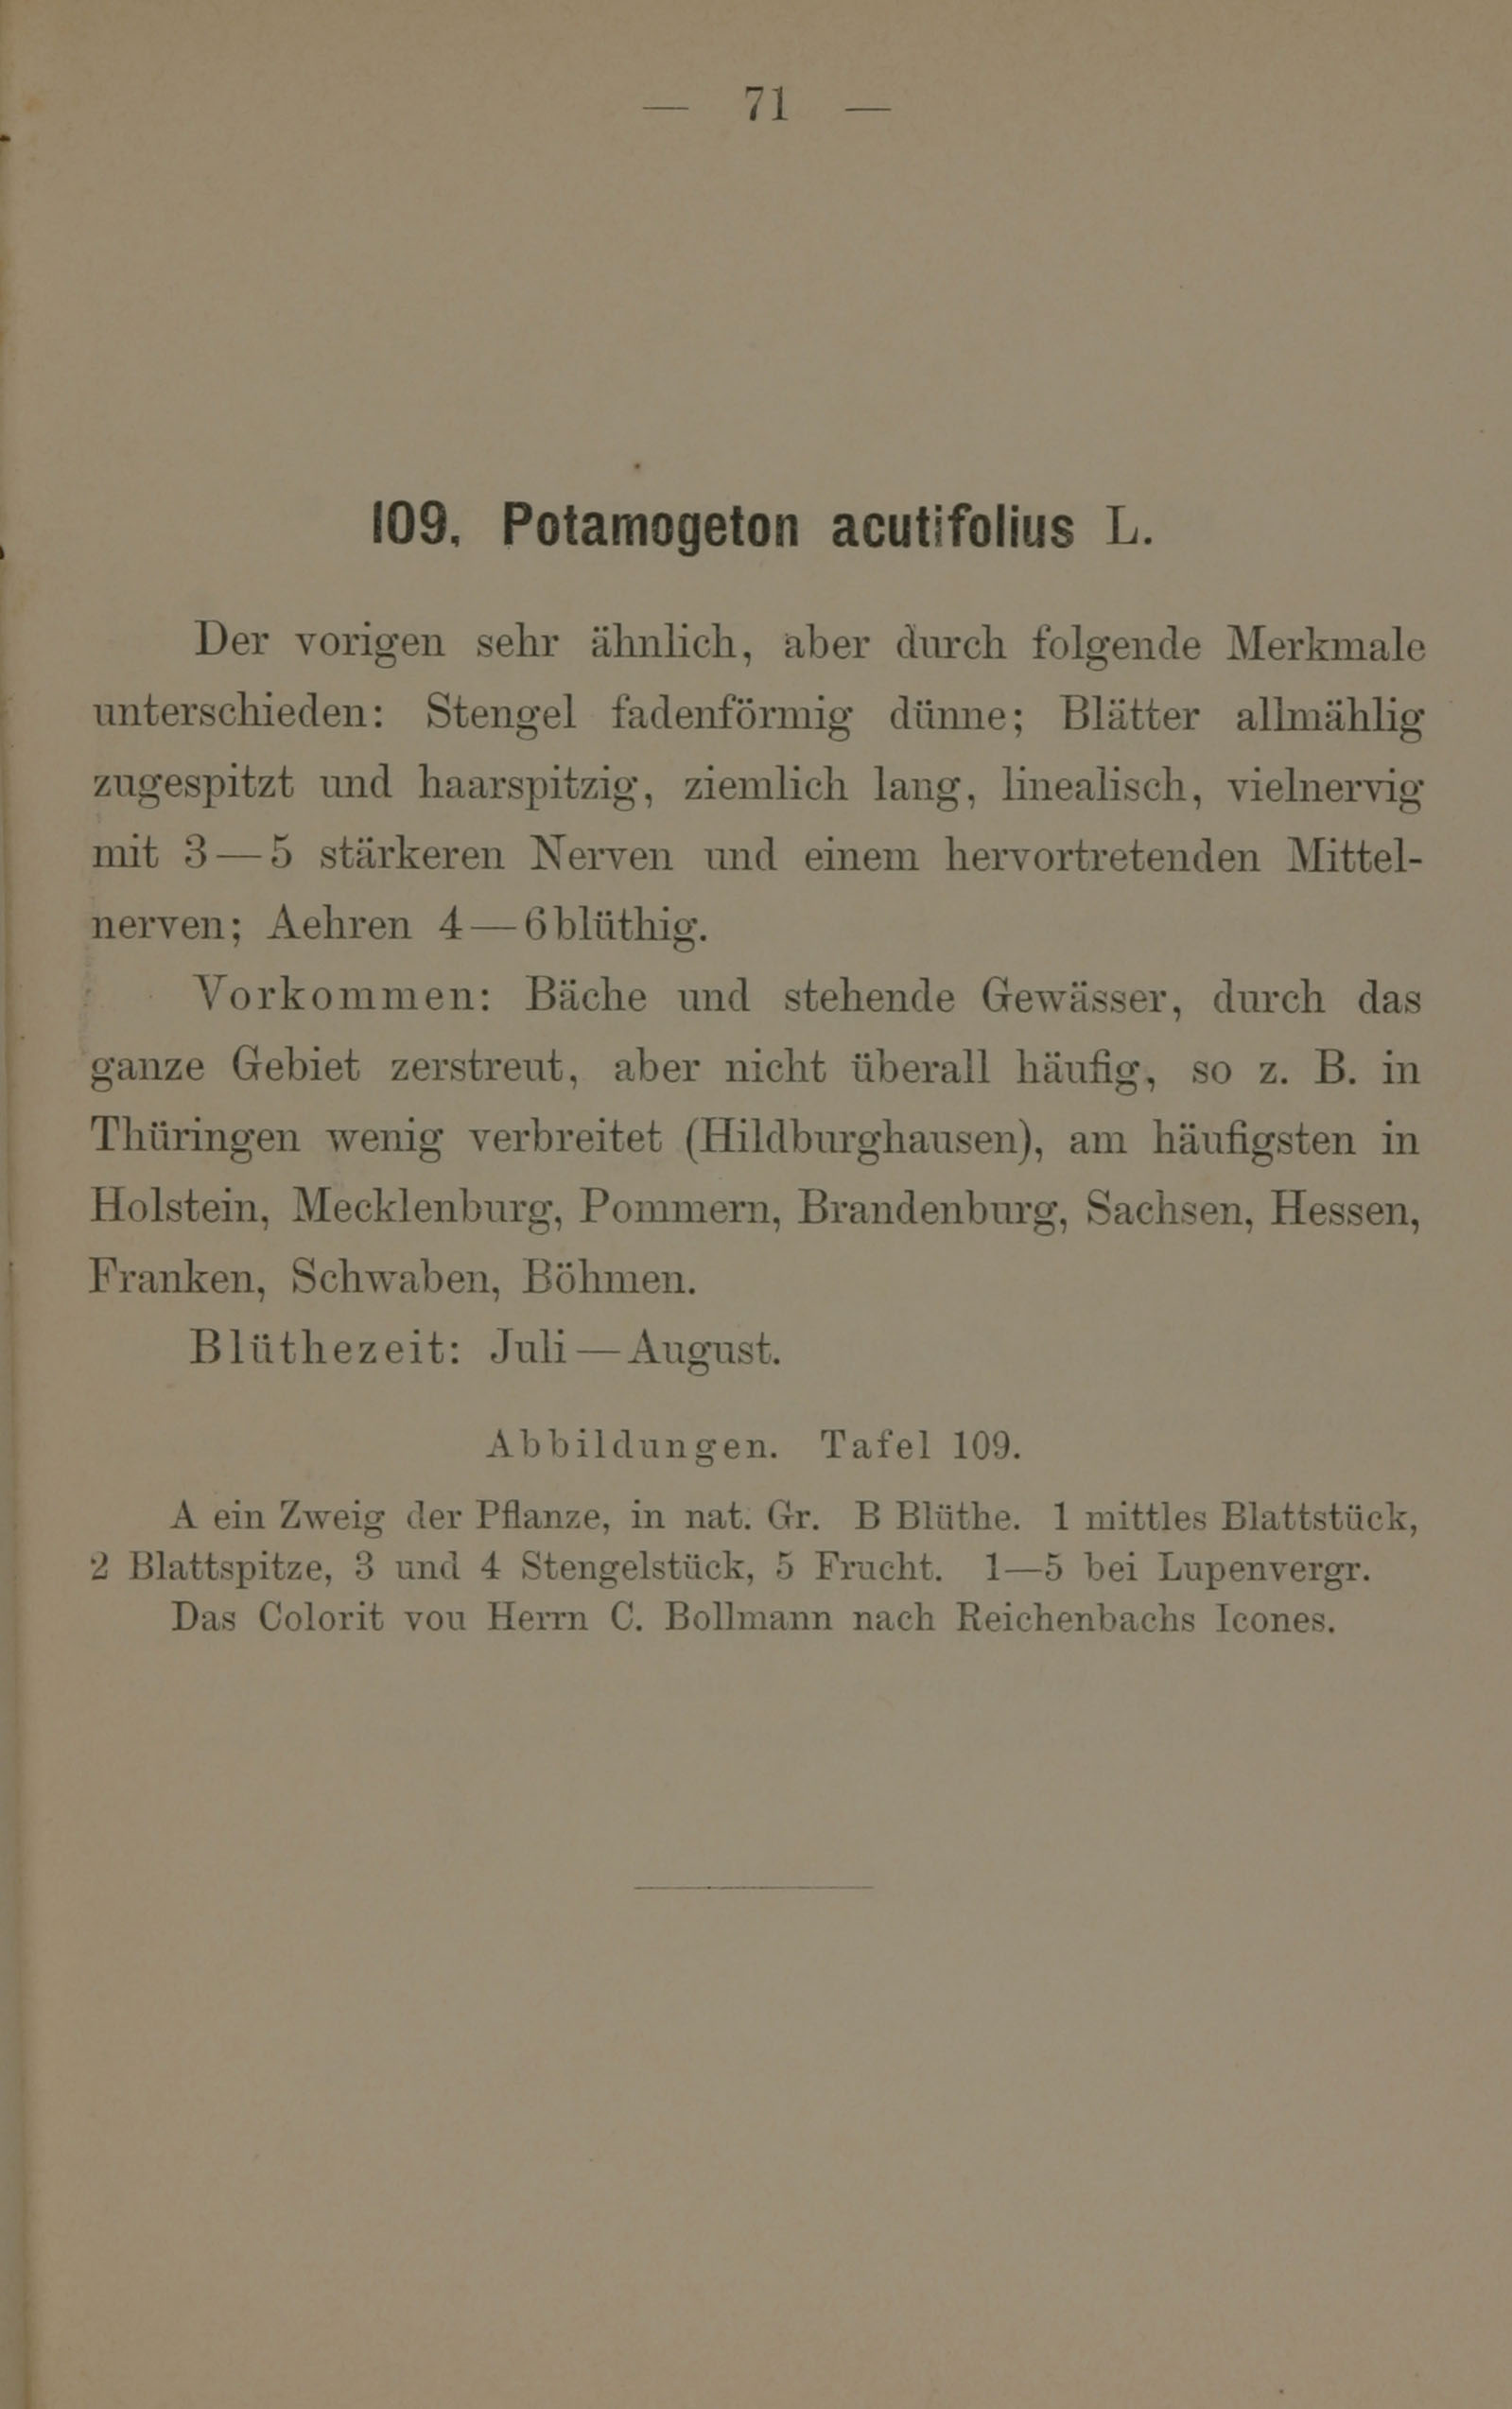 — 71 —
109. Potamogeton acutifolius L.
Der vorigen sehr ähnlich, aber durch folgende Merkmale
unterschieden: Stengel fadenförmig dünne; Blätter allmählig
zugespitzt und haarspitzig, ziemlich lang, linealisch, vielnervig
mit 3—5 stärkeren Nerven und einem hervortretenden Mittel-
nerven; Aehren 4—6blüthig.
Vorkommen: Bäche und stehende Gewässer, durch das
ganze Gebiet zerstreut, aber nicht überall häufig, so z. B. in
Thüringen wenig verbreitet (Hildburghausen), am häufigsten in
Holstein, Mecklenburg, Pommern, Brandenburg, Sachsen, Hessen,
Franken, Schwaben, Böhmen.
Blüthezeit: Juli—August.
Abbildungen. Tafel 109.
A ein Zweig der Pflanze, in nat. Gr. B Blüthe. 1 mittles Blattstück,
2 Blattspitze, 3 und 4 Stengelstück, 5 Frucht. 1—5 bei Lupenvergr.
Das Colorit von Herrn C. Bollmann nach Reichenbachs Icones.